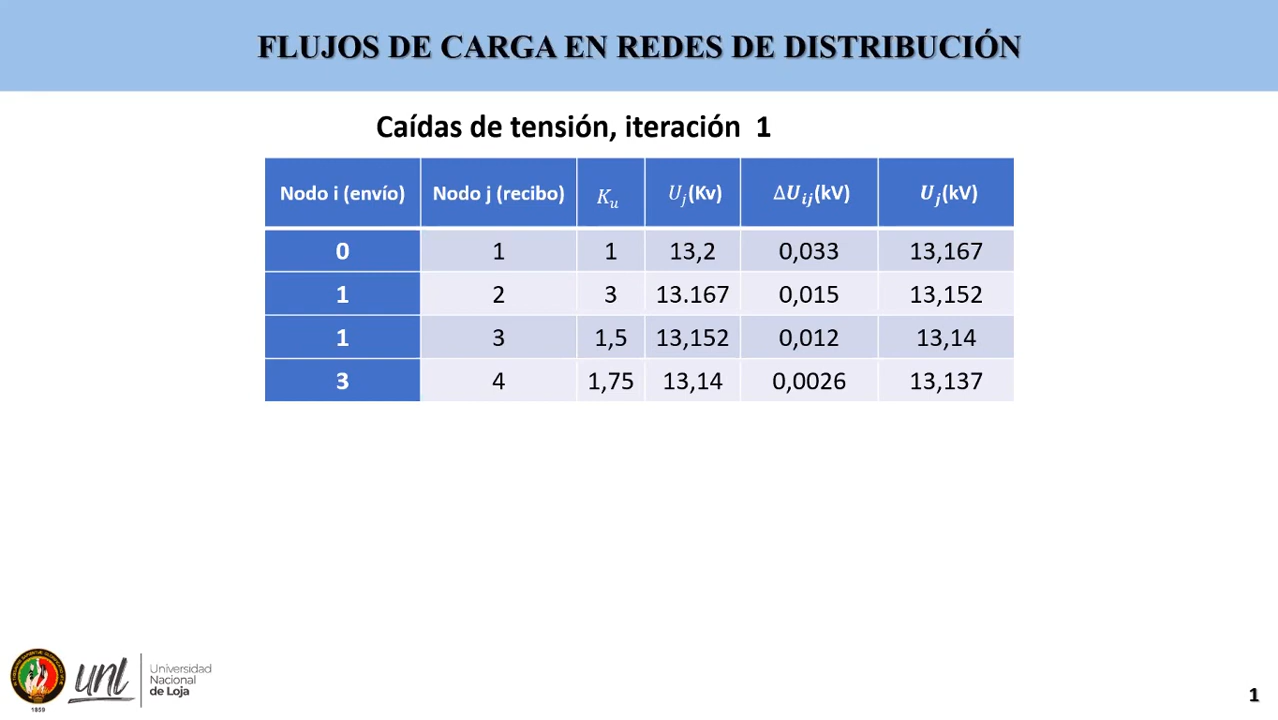 FLUJOS DE CARGA EN REDES DE DISTRIBUCIÓN
Caídas de tensión, iteración 1
Nodo i (envío) Nodo j (recibo) Kᵤ Uⱼ(Kv) ΔUᵢⱼ(kV) Uⱼ(kV)
0 1 1 13,2 0,033 13,167
1 2 3 13.167 0,015 13,152
1 3 1,5 13,152 0,012 13,14
3 4 1,75 13,14 0,0026 13,137
1859
unl
Universidad
Nacional
de Loja
1